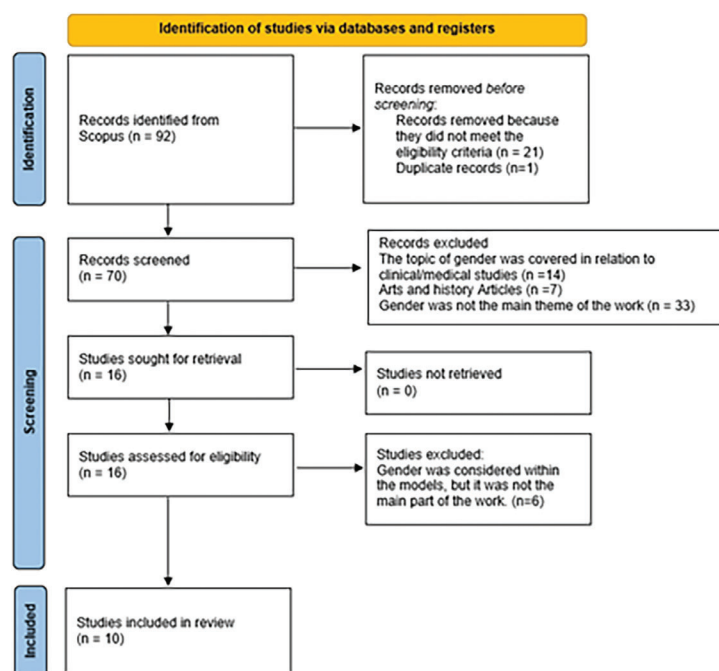 Identification of studies via databases and registers
Identification
Records identified from
Scopus (n = 92)
Records removed before
screening:
Records removed because
they did not meet the
eligibility criteria (n = 21)
Duplicate records (n=1)
Screening
Records screened
(n = 70)
Records excluded
The topic of gender was covered in relation to
clinical/medical studies (n =14)
Arts and history Articles (n =7)
Gender was not the main theme of the work (n = 33)
Studies sought for retrieval
(n = 16)
Studies not retrieved
(n = 0)
Studies assessed for eligibility
(n = 16)
Studies excluded:
Gender was considered within
the models, but it was not the
main part of the work. (n=6)
Included
Studies included in review
(n = 10)